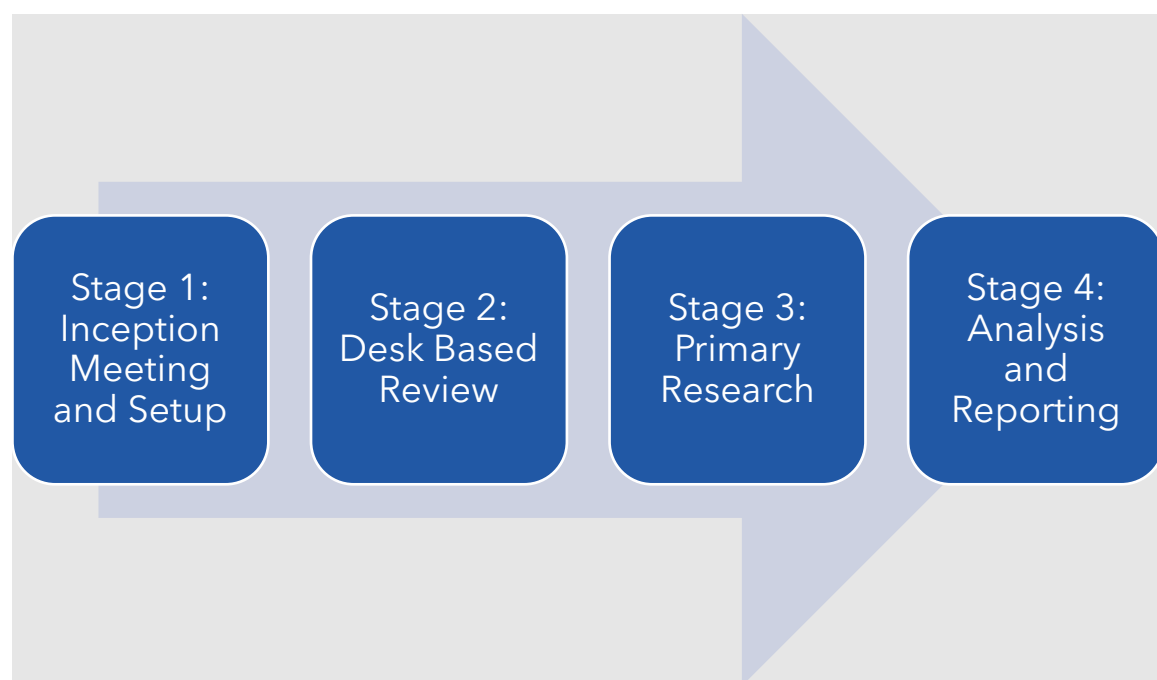 Stage 1:
Inception
Meeting
and Setup
Stage 2:
Desk Based
Review
Stage 3:
Primary
Research
Stage 4:
Analysis
and
Reporting